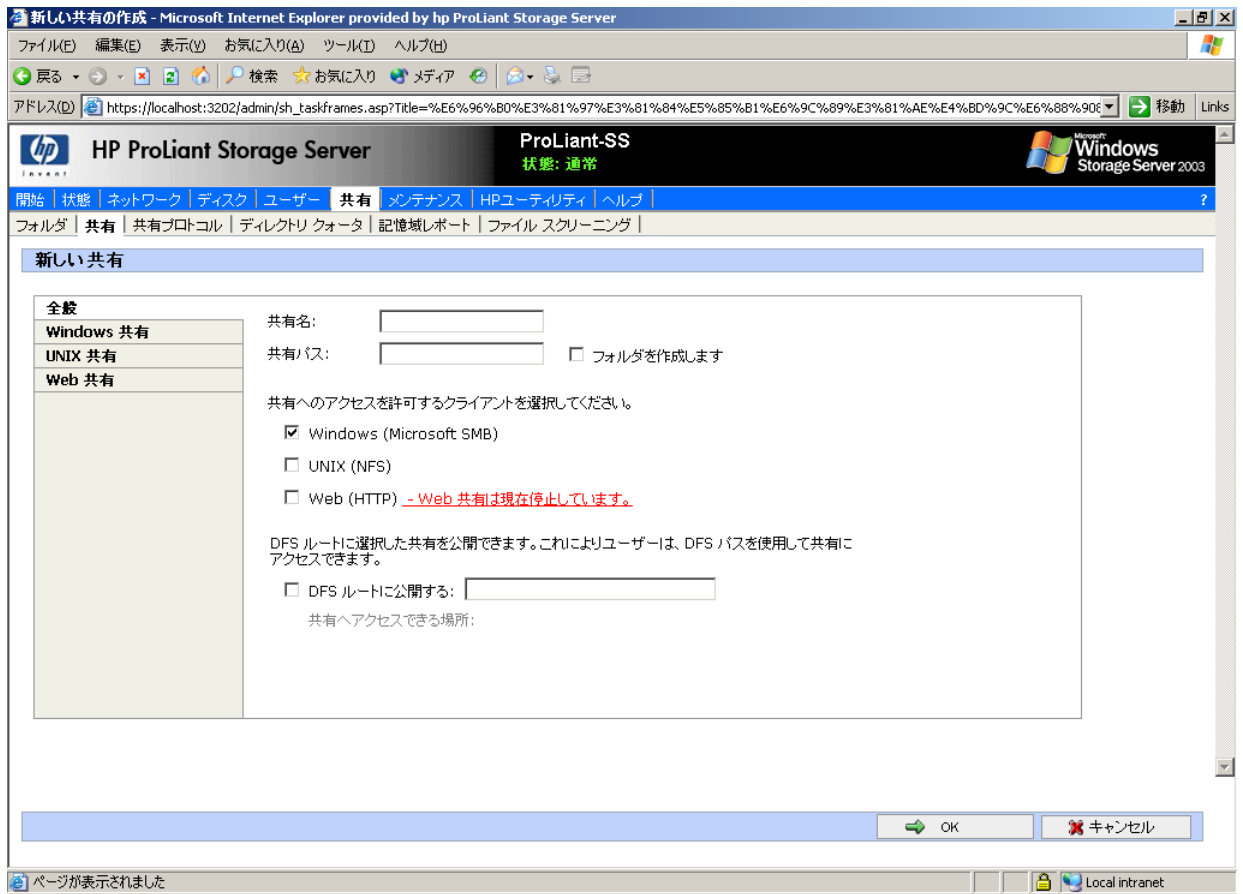 新しい共有の作成 - Microsoft Internet Explorer provided by hp ProLiant Storage Server
ファイル(F) 編集(E) 表示(V) お気に入り(A) ツール(T) ヘルプ(H)
戻る 検索 お気に入り メディア
アドレス(D) https://localhost:3202/admin/sh_taskframes.asp?Title=%E6%96%B0%E3%81%97%E3%81%84%E5%85%B1%E6%9C%89%E3%81%AE%E4%BD%9C%E6%88%908 移動 Links
hp invent HP ProLiant Storage Server ProLiant-SS Microsoft Windows Storage Server 2003
状態: 通常
開始 状態 ネットワーク ディスク ユーザー 共有 メンテナンス HPユーティリティ ヘルプ ?
フォルダ 共有 共有プロトコル ディレクトリ クォータ 記憶域レポート ファイル スクリーニング
新しい共有
全般
Windows 共有
UNIX 共有
Web 共有
共有名:
共有パス: フォルダを作成します
共有へのアクセスを許可するクライアントを選択してください。
Windows (Microsoft SMB)
UNIX (NFS)
Web (HTTP) - Web 共有は現在停止しています。
DFS ルートに選択した共有を公開できます。これによりユーザーは、DFS パスを使用して共有に
アクセスできます。
DFS ルートに公開する:
共有へアクセスできる場所:
OK キャンセル
ページが表示されました Local intranet